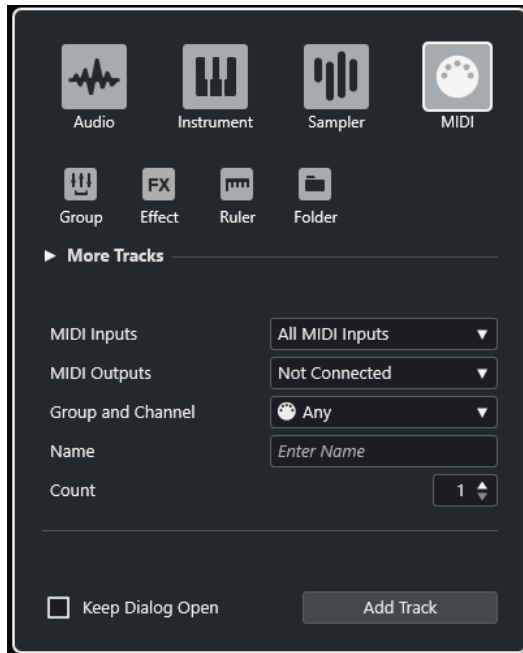 Audio Instrument Sampler MIDI
FX
Group Effect Ruler Folder
More Tracks
MIDI Inputs All MIDI Inputs
MIDI Outputs Not Connected
Group and Channel Any
Name Enter Name
Count 1
Keep Dialog Open Add Track